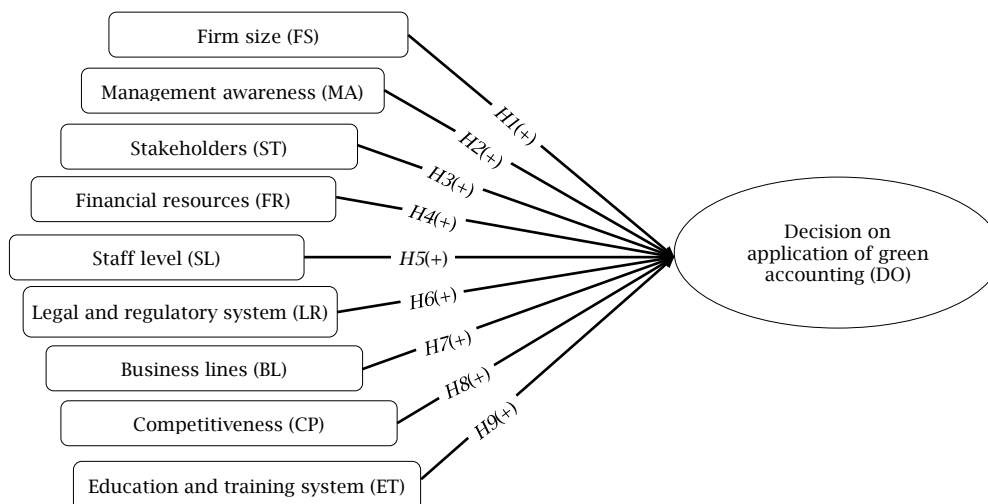 Firm size (FS)
Management awareness (MA)
Stakeholders (ST)
Financial resources (FR)
Staff level (SL)
Legal and regulatory system (LR)
Business lines (BL)
Competitiveness (CP)
Education and training system (ET)
H1(+)
H2(+)
H3(+)
H4(+)
H5(+)
H6(+)
H7(+)
H8(+)
H9(+)
Decision on
application of green
accounting (DO)